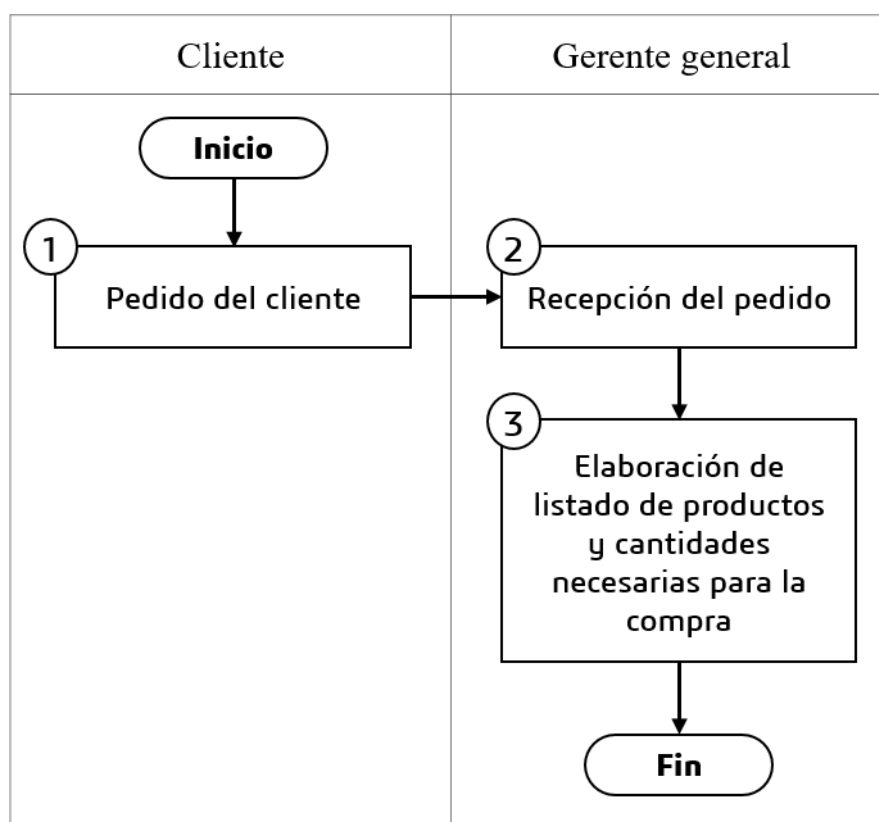 Cliente
Gerente general
Inicio
1
Pedido del cliente
2
Recepción del pedido
3
Elaboración de
listado de productos
y cantidades
necesarias para la
compra
Fin